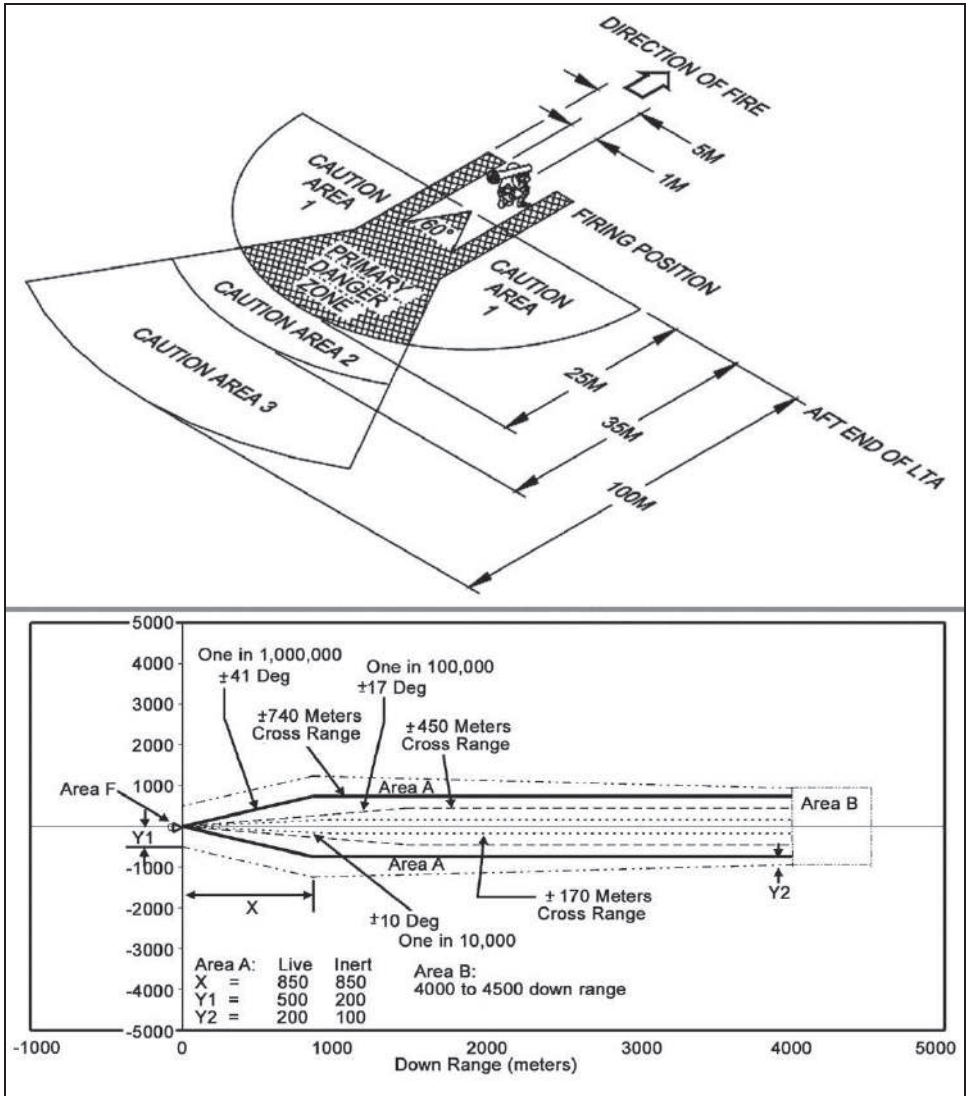 DIRECTION OF FIRE
5M
1M
CAUTION
AREA
1
60°
FIRING POSITION
PRIMARY
DANGER
ZONE
CAUTION
AREA
1
CAUTION AREA 2
CAUTION AREA 3
25M
35M
100M
AFT END OF LTA
5000
4000
3000
2000
1000
0
-1000
-2000
-3000
-4000
-5000
One in 1,000,000
±41 Deg
One in 100,000
±17 Deg
±740 Meters
Cross Range
±450 Meters
Cross Range
Area F
Area A
Area B
Y1
Area A
Y2
X
±10 Deg
One in 10,000
± 170 Meters
Cross Range
Area A: Live Inert
X = 850 850
Y1 = 500 200
Y2 = 200 100
Area B:
4000 to 4500 down range
-1000 0 1000 2000 3000 4000 5000
Down Range (meters)